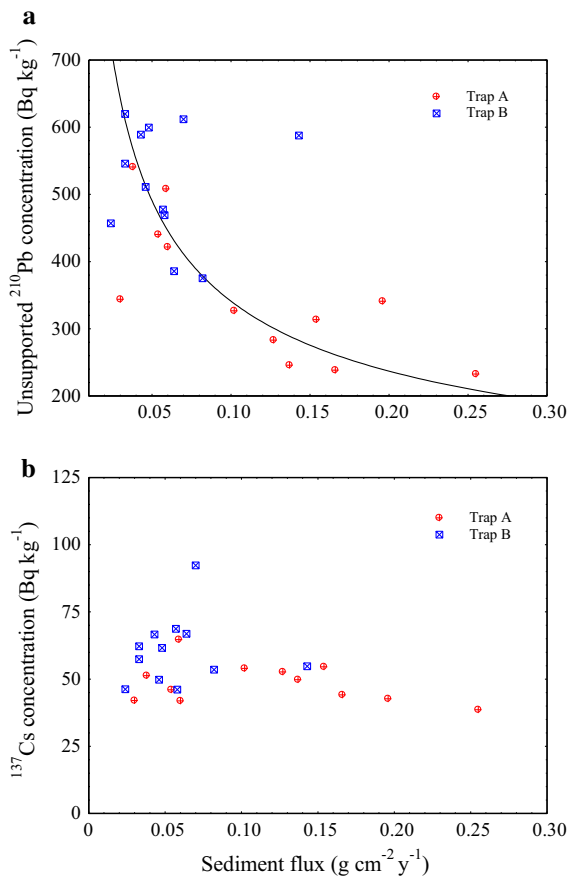 a
Unsupported ²¹⁰Pb concentration (Bq kg⁻¹)
700
600
500
400
300
200
Trap A
Trap B
0.05 0.10 0.15 0.20 0.25 0.30
b
¹³⁷Cs concentration (Bq kg⁻¹)
125
100
75
50
25
0
Trap A
Trap B
0 0.05 0.10 0.15 0.20 0.25 0.30
Sediment flux (g cm⁻² y⁻¹)